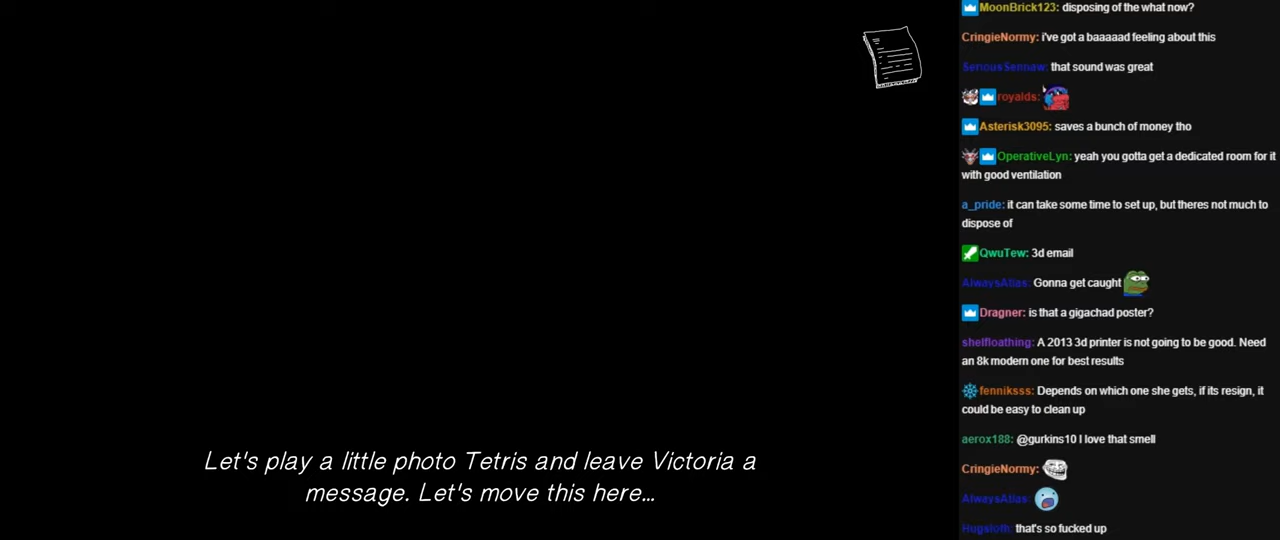 MoonBrick123: disposing of the what now?
CringieNormy: i've got a baaaaad feeling about this
SeriousSennaw: that sound was great
royalds:
Asterisk3095: saves a bunch of money tho
OperativeLyn: yeah you gotta get a dedicated room for it
with good ventilation
a_pride: it can take some time to set up, but theres not much to
dispose of
QwuTew: 3d email
AlwaysAtlas: Gonna get caught
Dragner: is that a gigachad poster?
shelfloathing: A 2013 3d printer is not going to be good. Need
an 8k modern one for best results
fenniksss: Depends on which one she gets, if its resign, it
could be easy to clean up
aerox188: @gurkins10 I love that smell
CringieNormy:
AlwaysAtlas:
Hugsloth: that's so fucked up
Let's play a little photo Tetris and leave Victoria a
message. Let's move this here...